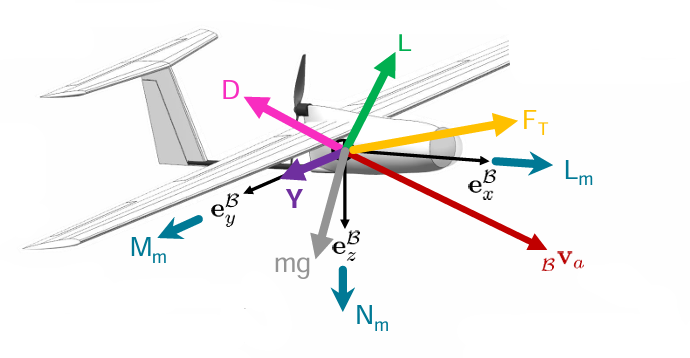 L
D
F_T
e_x^B
L_m
Y
e_y^B
M_m
e_z^B
mg
_B v_a
N_m